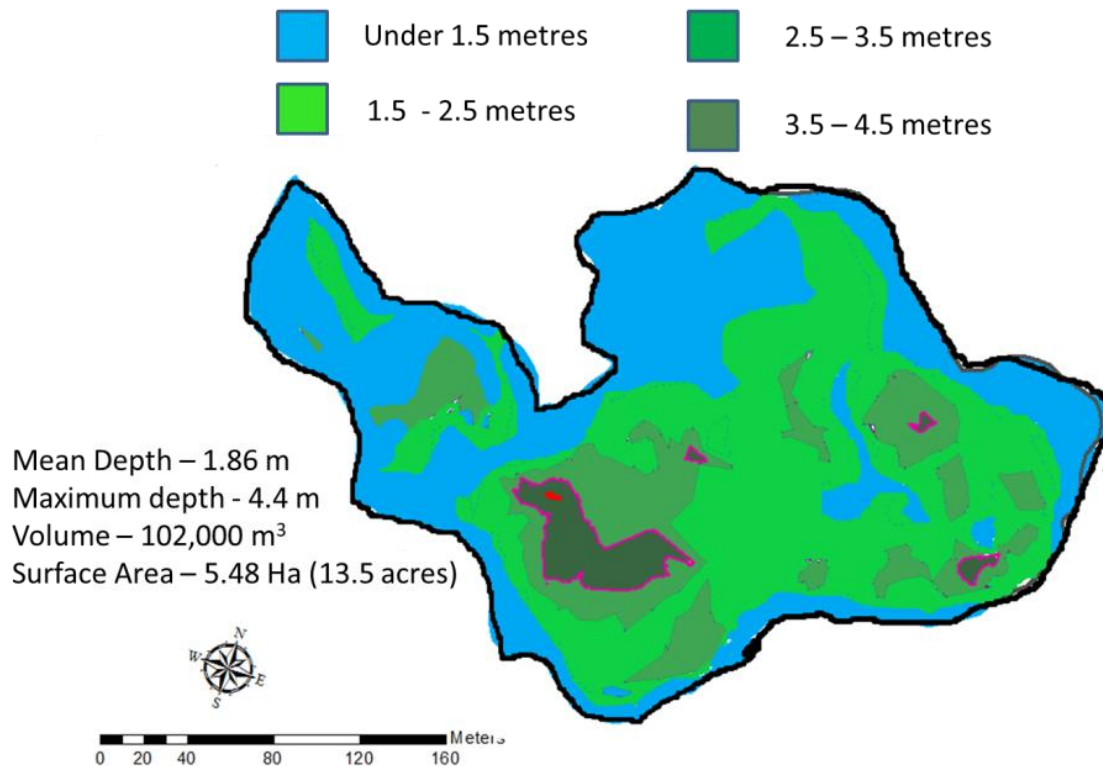 Under 1.5 metres
2.5 – 3.5 metres
1.5 - 2.5 metres
3.5 – 4.5 metres
Mean Depth – 1.86 m
Maximum depth - 4.4 m
Volume – 102,000 m³
Surface Area – 5.48 Ha (13.5 acres)
N
W
E
S
Meters
0 20 40 80 120 160